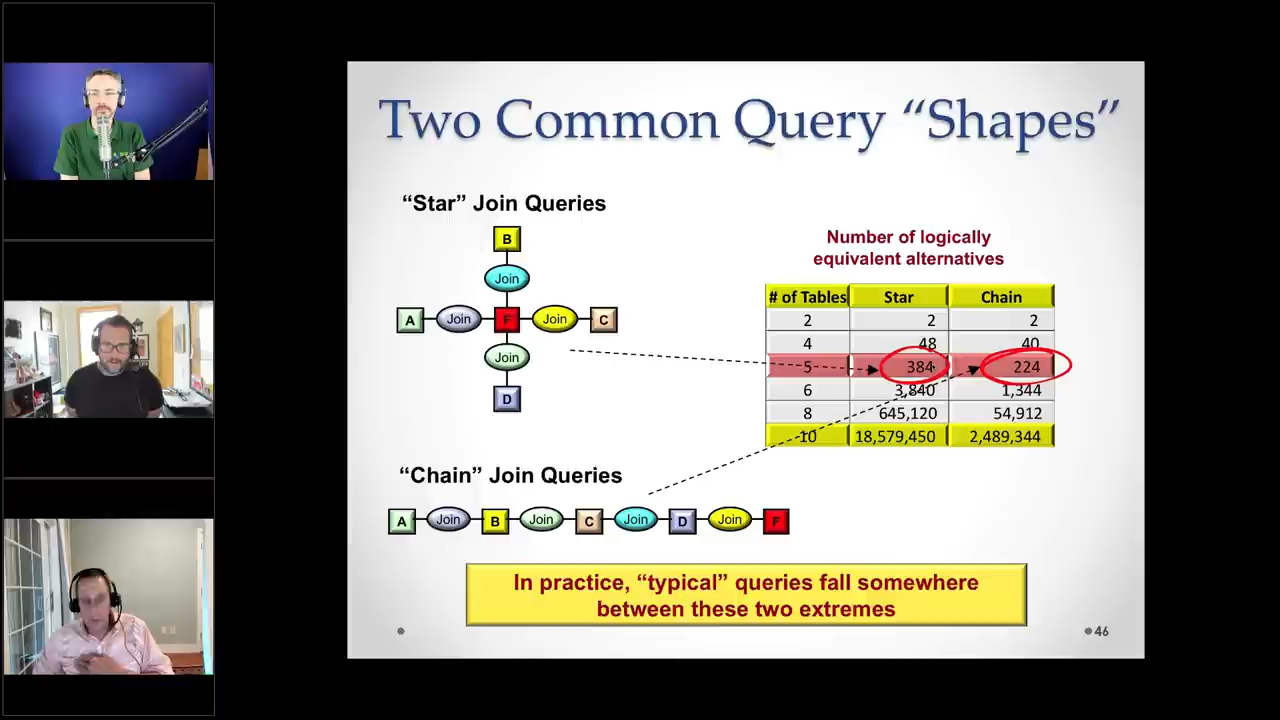 Two Common Query “Shapes”
“Star” Join Queries
B
Join
A Join F Join C
Join
D
Number of logically
equivalent alternatives
# of Tables Star Chain
2 2 2
4 48 40
5 384 224
6 3,840 1,344
8 645,120 54,912
10 18,579,450 2,489,344
“Chain” Join Queries
A Join B Join C Join D Join F
In practice, “typical” queries fall somewhere
between these two extremes
46